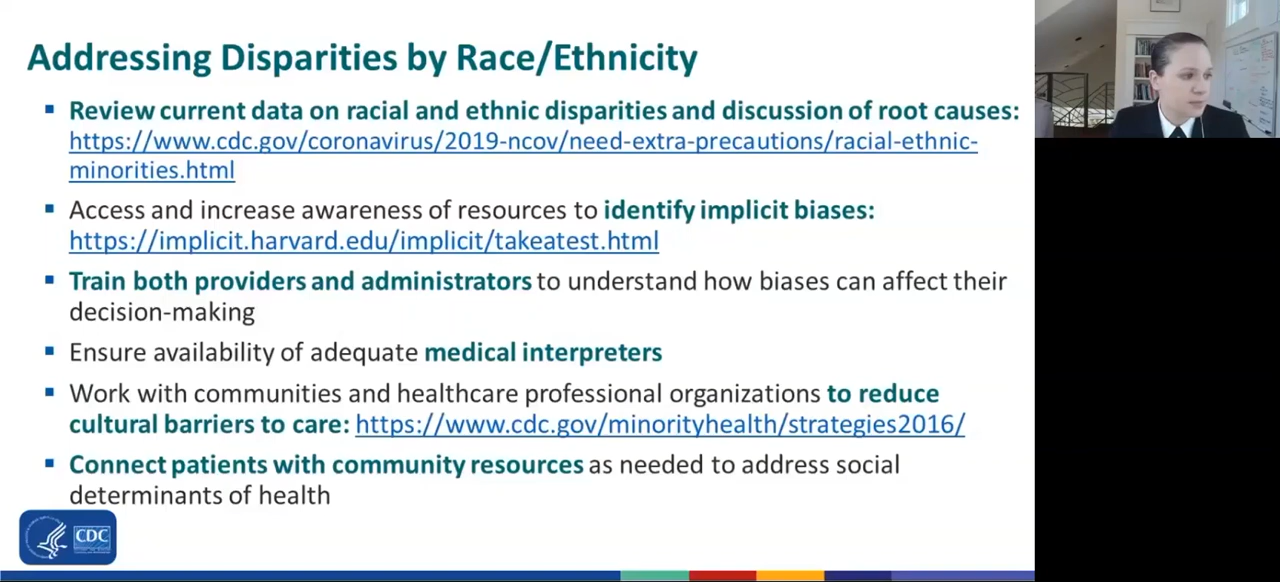 Addressing Disparities by Race/Ethnicity
▪ Review current data on racial and ethnic disparities and discussion of root causes:
https://www.cdc.gov/coronavirus/2019-ncov/need-extra-precautions/racial-ethnic-
minorities.html
▪ Access and increase awareness of resources to identify implicit biases:
https://implicit.harvard.edu/implicit/takeatest.html
▪ Train both providers and administrators to understand how biases can affect their
decision-making
▪ Ensure availability of adequate medical interpreters
▪ Work with communities and healthcare professional organizations to reduce
cultural barriers to care: https://www.cdc.gov/minorityhealth/strategies2016/
▪ Connect patients with community resources as needed to address social
determinants of health
CDC